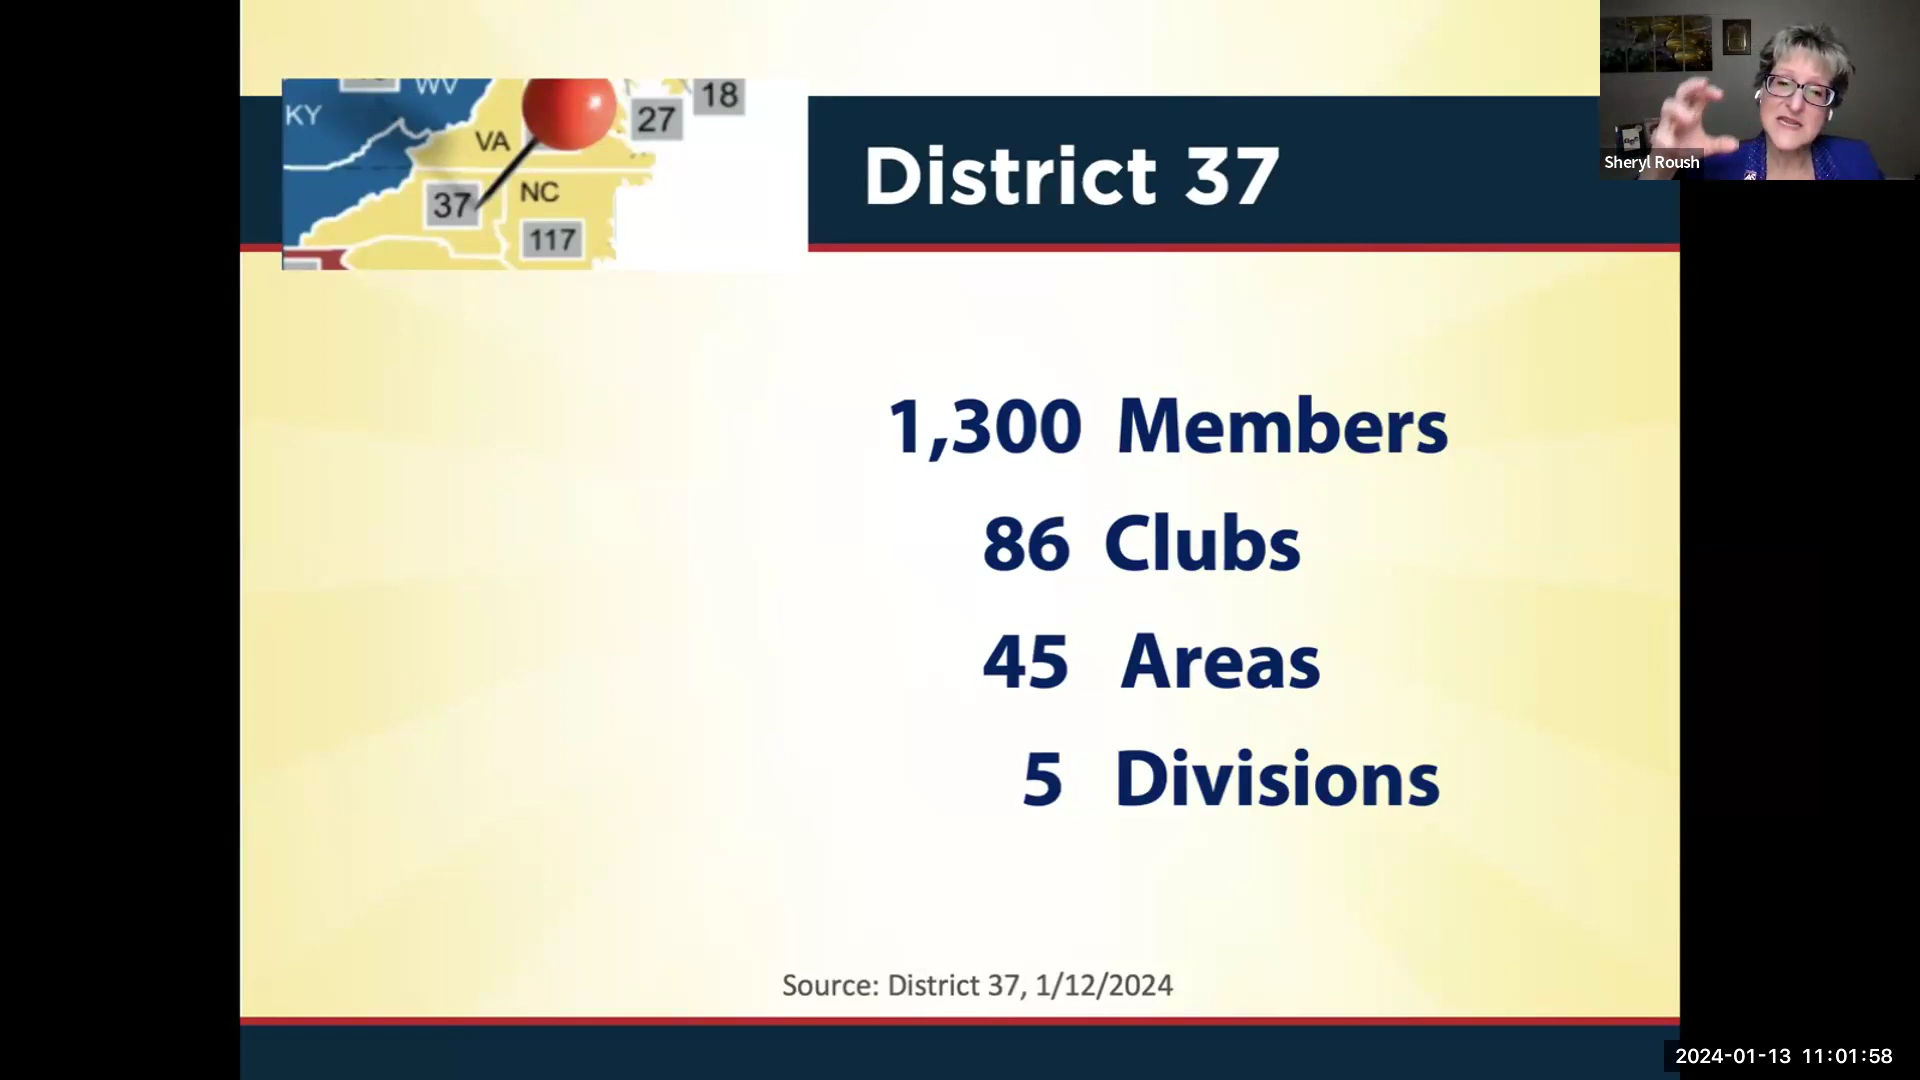 KY
WV
VA
27
18
37
NC
117
District 37
Sheryl Roush
1,300 Members
86 Clubs
45 Areas
5 Divisions
Source: District 37, 1/12/2024
2024-01-13 11:01:58